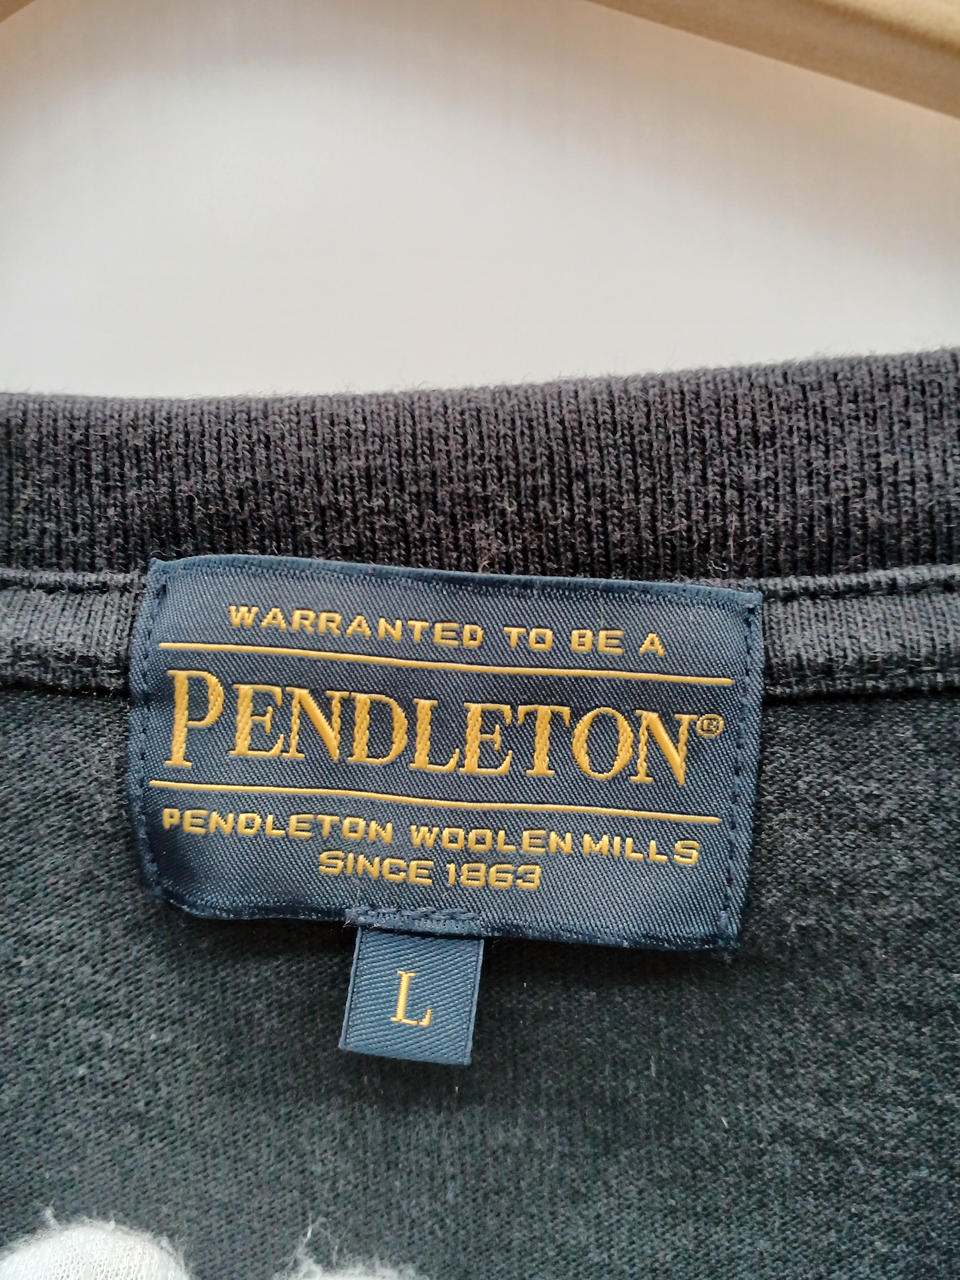 WARRANTED TO BE A
PENDLETON®
PENDLETON WOOLEN MILLS
SINCE 1863
L